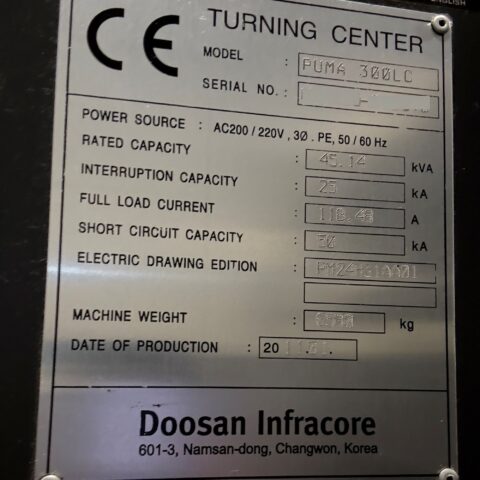 ENGLISH
CE
TURNING CENTER
MODEL : PUMA 300LC
SERIAL NO. :
POWER SOURCE : AC200 / 220V , 3Ø . PE, 50 / 60 Hz
RATED CAPACITY : 45.14 kVA
INTERRUPTION CAPACITY : 25 kA
FULL LOAD CURRENT : 118.48 A
SHORT CIRCUIT CAPACITY : kA
ELECTRIC DRAWING EDITION :
MACHINE WEIGHT : kg
DATE OF PRODUCTION : 20
Doosan Infracore
601-3, Namsan-dong, Changwon, Korea